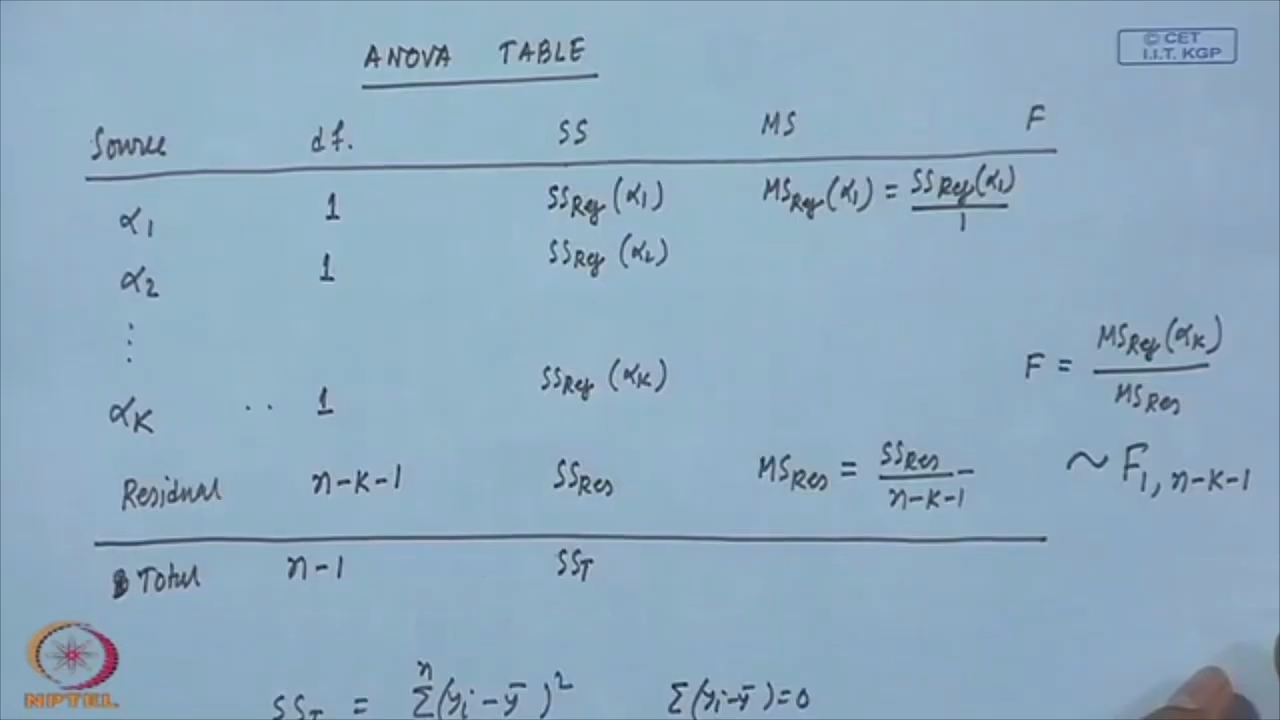 ANOVA TABLE
© CET
I.I.T. KGP
Source df. SS MS F
α1 1 SSReg(α1) MSReg(α1) = SSReg(α1)/1
α2 1 SSReg(α2)
⋮
αK .. 1 SSReg(αK) F = MSReg(αK)/MSRes
Residual n-k-1 SSRes MSRes = SSRes/n-k-1 ~ F1, n-k-1
Total n-1 SST
SST = Σ^n(yi - ȳ)² Σ(yi - ȳ)=0
NPTEL